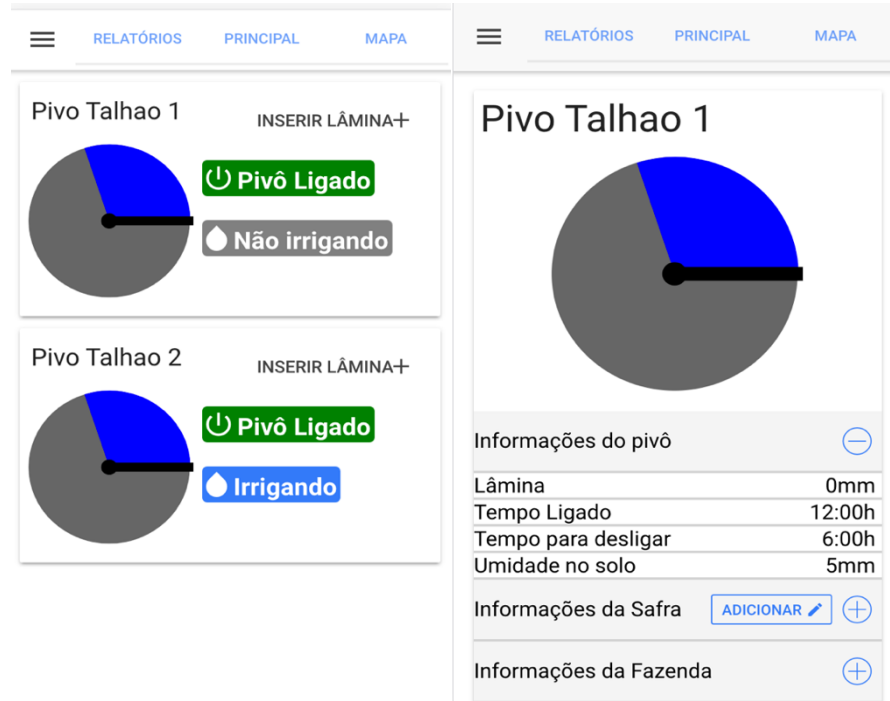 RELATÓRIOS PRINCIPAL MAPA
Pivo Talhao 1
INSERIR LÂMINA+
Pivô Ligado
Não irrigando
Pivo Talhao 2
INSERIR LÂMINA+
Pivô Ligado
Irrigando
RELATÓRIOS PRINCIPAL MAPA
Pivo Talhao 1
Informações do pivô
Lâmina 0mm
Tempo Ligado 12:00h
Tempo para desligar 6:00h
Umidade no solo 5mm
Informações da Safra ADICIONAR
Informações da Fazenda